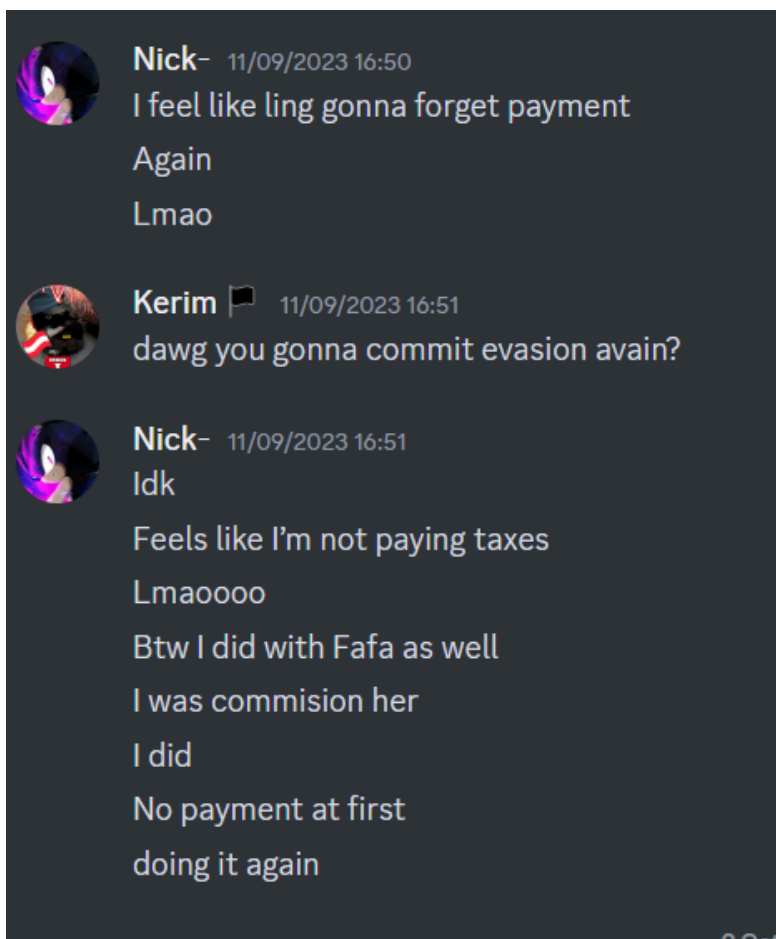 Nick- 11/09/2023 16:50
I feel like ling gonna forget payment
Again
Lmao
Kerim 🏴 11/09/2023 16:51
dawg you gonna commit evasion avain?
Nick- 11/09/2023 16:51
Idk
Feels like I’m not paying taxes
Lmaoooo
Btw I did with Fafa as well
I was commision her
I did
No payment at first
doing it again